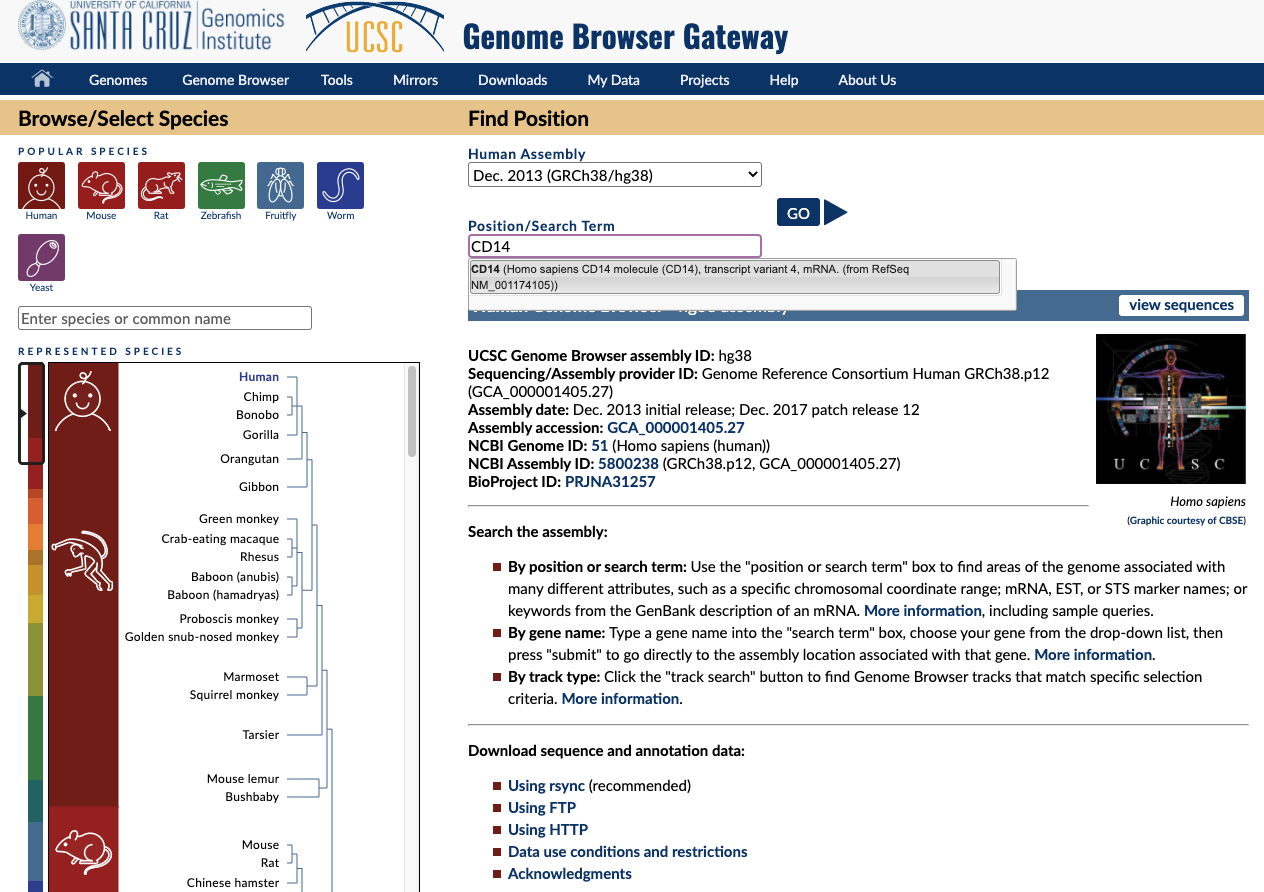 UNIVERSITY OF CALIFORNIA
SANTA CRUZ
Genomics
Institute
UCSC
Genome Browser Gateway
Genomes
Genome Browser
Tools
Mirrors
Downloads
My Data
Projects
Help
About Us
Browse/Select Species
POPULAR SPECIES
Human
Mouse
Rat
Zebrafish
Fruitfly
Worm
Yeast
Enter species or common name
REPRESENTED SPECIES
Human
Chimp
Bonobo
Gorilla
Orangutan
Gibbon
Green monkey
Crab-eating macaque
Rhesus
Baboon (anubis)
Baboon (hamadryas)
Proboscis monkey
Golden snub-nosed monkey
Marmoset
Squirrel monkey
Tarsier
Mouse lemur
Bushbaby
Mouse
Rat
Chinese hamster
Find Position
Human Assembly
Dec. 2013 (GRCh38/hg38)
GO
Position/Search Term
CD14
CD14 (Homo sapiens CD14 molecule (CD14), transcript variant 4, mRNA. (from RefSeq
NM_001174105))
view sequences
UCSC Genome Browser assembly ID: hg38
Sequencing/Assembly provider ID: Genome Reference Consortium Human GRCh38.p12
(GCA_000001405.27)
Assembly date: Dec. 2013 initial release; Dec. 2017 patch release 12
Assembly accession: GCA_000001405.27
NCBI Genome ID: 51 (Homo sapiens (human))
NCBI Assembly ID: 5800238 (GRCh38.p12, GCA_000001405.27)
BioProject ID: PRJNA31257
U C S C
Homo sapiens
(Graphic courtesy of CBSE)
Search the assembly:
By position or search term: Use the "position or search term" box to find areas of the genome associated with
many different attributes, such as a specific chromosomal coordinate range; mRNA, EST, or STS marker names; or
keywords from the GenBank description of an mRNA. More information, including sample queries.
By gene name: Type a gene name into the "search term" box, choose your gene from the drop-down list, then
press "submit" to go directly to the assembly location associated with that gene. More information.
By track type: Click the "track search" button to find Genome Browser tracks that match specific selection
criteria. More information.
Download sequence and annotation data:
Using rsync (recommended)
Using FTP
Using HTTP
Data use conditions and restrictions
Acknowledgments